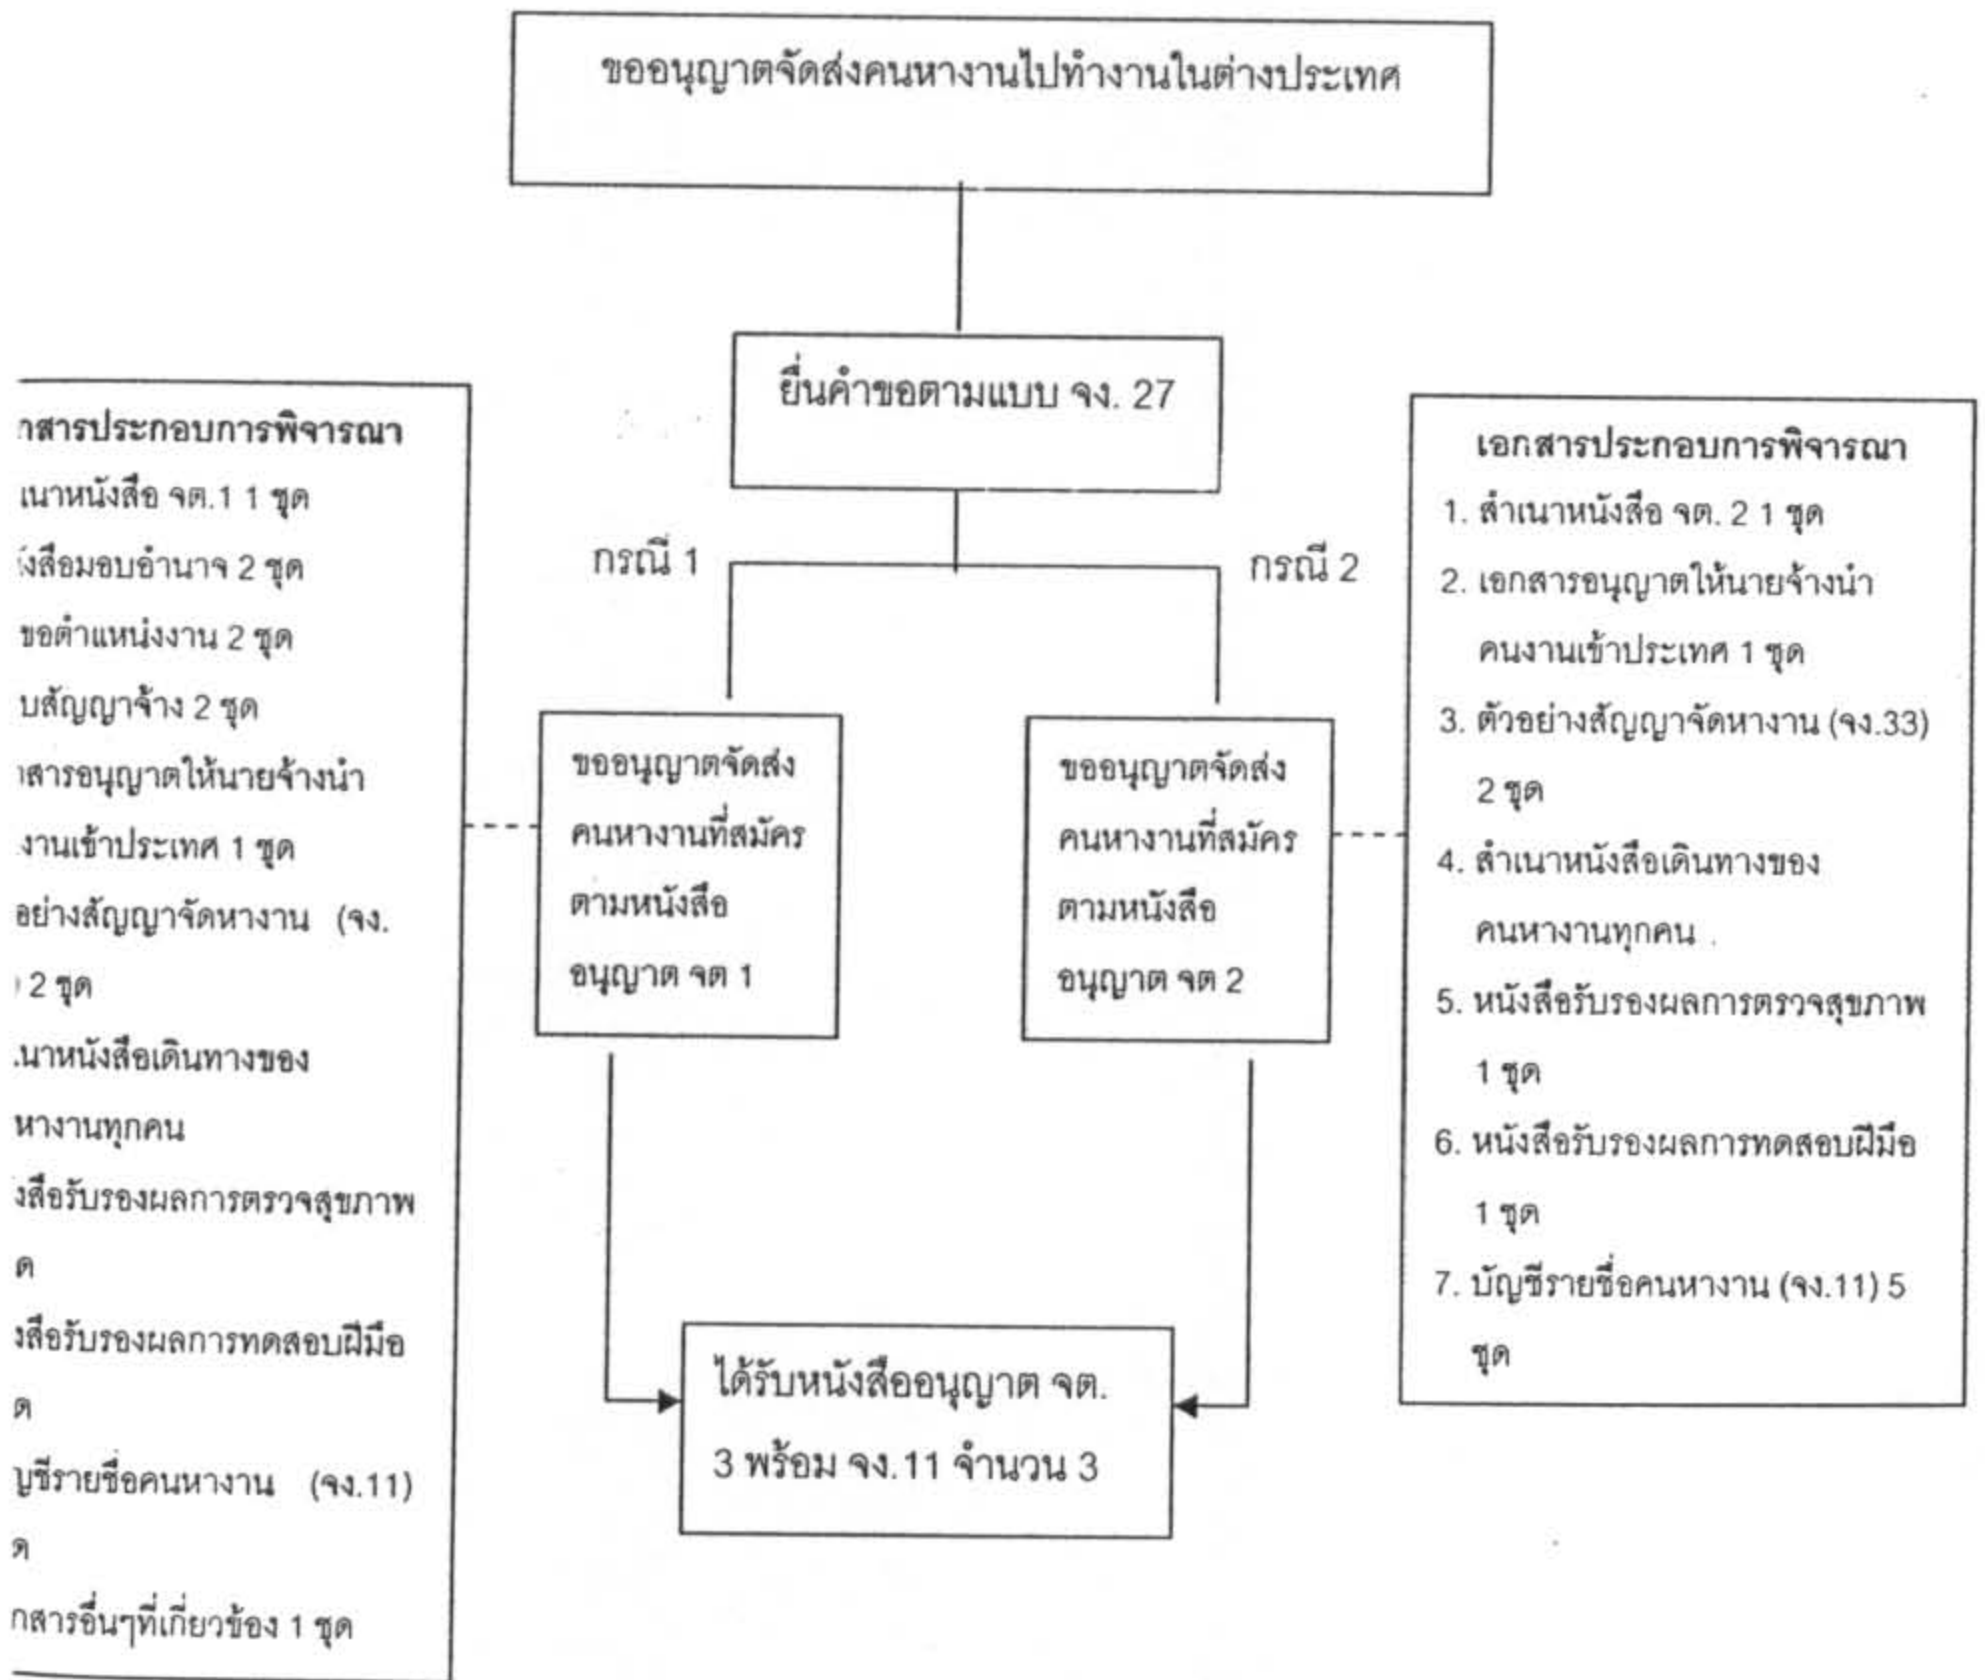 ขออนุญาตจัดส่งคนหางานไปทำงานในต่างประเทศ
ยื่นคำขอตามแบบ จง. 27
กรณี 1
กรณี 2
กสารประกอบการพิจารณา
เนาหนังสือ จต.1 1 ชุด
ังสือมอบอำนาจ 2 ชุด
ขอตำแหน่งงาน 2 ชุด
บสัญญาจ้าง 2 ชุด
กสารอนุญาตให้นายจ้างนำ
งานเข้าประเทศ 1 ชุด
อย่างสัญญาจัดหางาน (จง.
) 2 ชุด
เนาหนังสือเดินทางของ
หางานทุกคน
ังสือรับรองผลการตรวจสุขภาพ
ด
ังสือรับรองผลการทดสอบฝีมือ
ด
ญชีรายชื่อคนหางาน (จง.11)
ด
กสารอื่นๆที่เกี่ยวข้อง 1 ชุด
ขออนุญาตจัดส่ง
คนหางานที่สมัคร
ตามหนังสือ
อนุญาต จต 1
ขออนุญาตจัดส่ง
คนหางานที่สมัคร
ตามหนังสือ
อนุญาต จต 2
เอกสารประกอบการพิจารณา
1. สำเนาหนังสือ จต. 2 1 ชุด
2. เอกสารอนุญาตให้นายจ้างนำ
คนงานเข้าประเทศ 1 ชุด
3. ตัวอย่างสัญญาจัดหางาน (จง.33)
2 ชุด
4. สำเนาหนังสือเดินทางของ
คนหางานทุกคน
5. หนังสือรับรองผลการตรวจสุขภาพ
1 ชุด
6. หนังสือรับรองผลการทดสอบฝีมือ
1 ชุด
7. บัญชีรายชื่อคนหางาน (จง.11) 5
ชุด
ได้รับหนังสืออนุญาต จต.
3 พร้อม จง.11 จำนวน 3